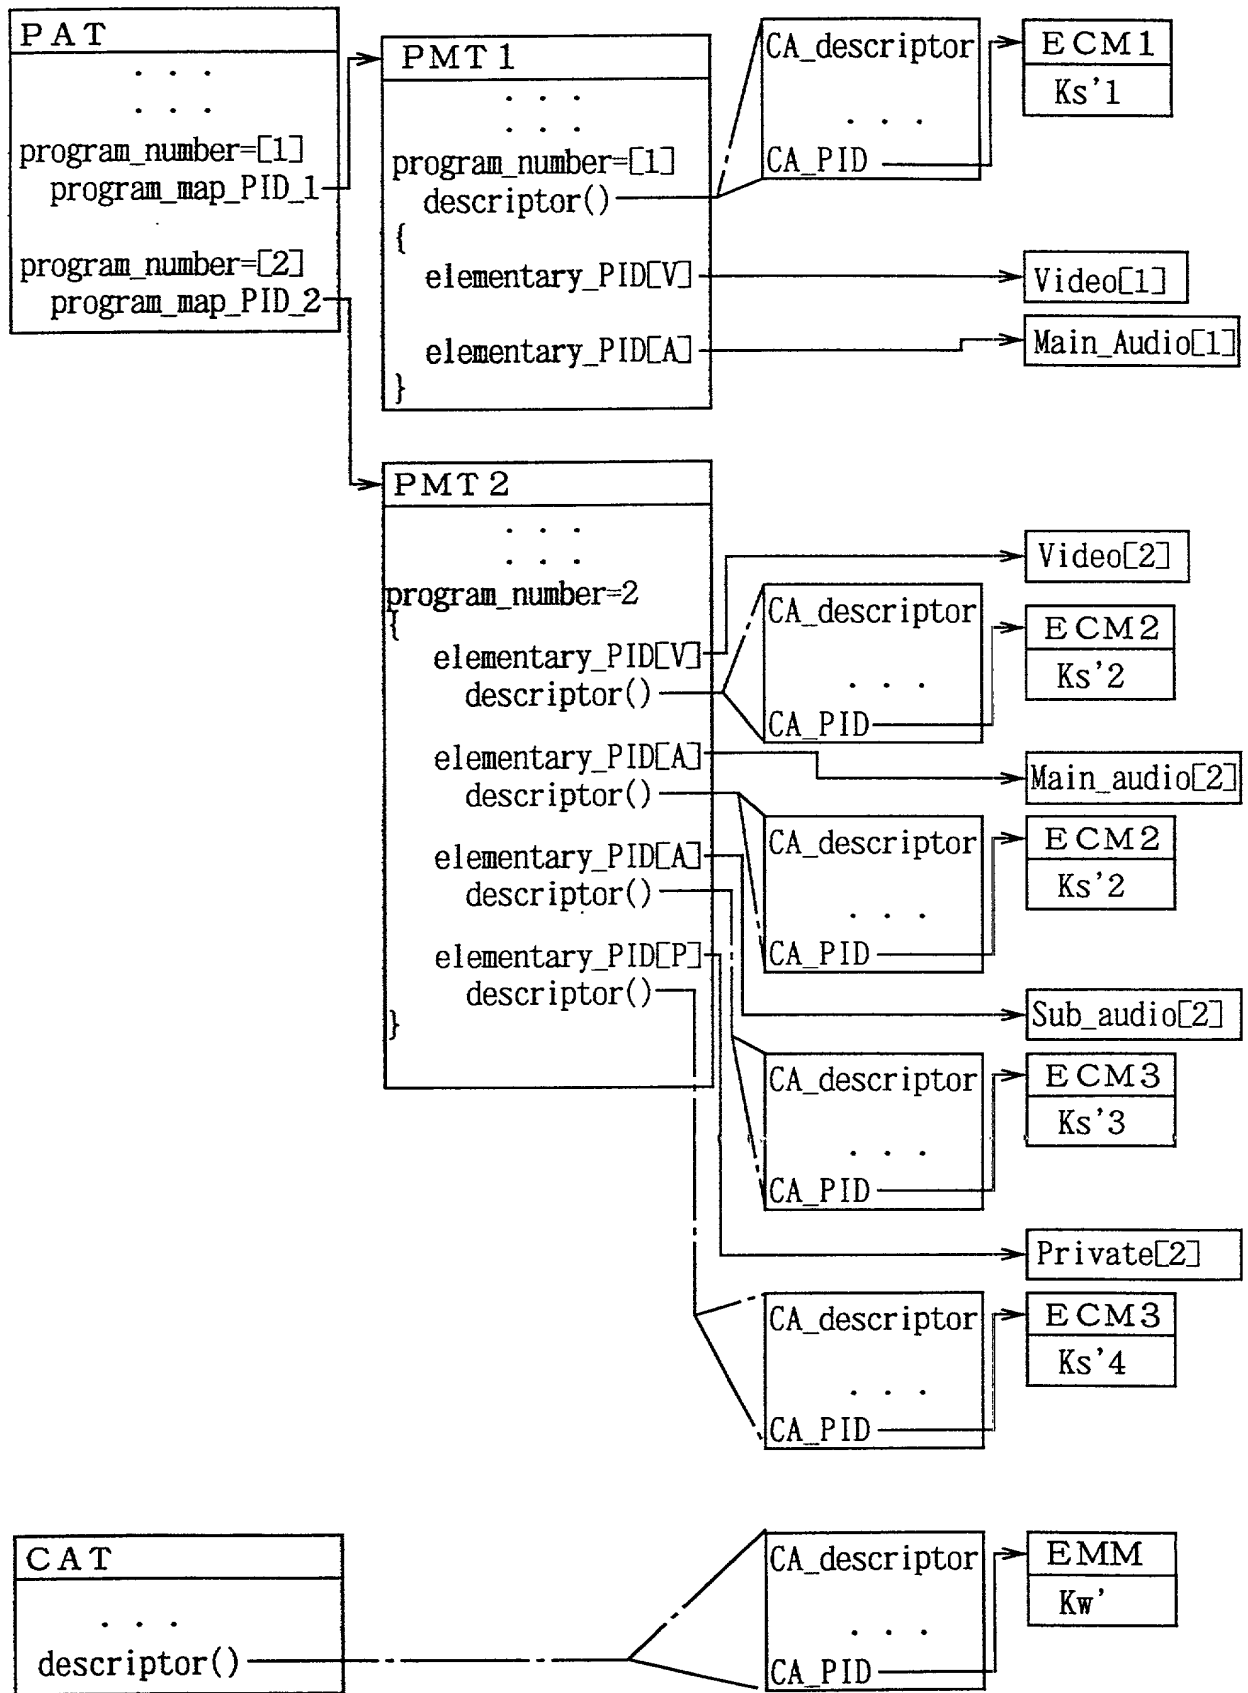 PAT
. . .
. . .
program_number=[1]
program_map_PID_1
program_number=[2]
program_map_PID_2
PMT1
. . .
. . .
program_number=[1]
descriptor()
{
elementary_PID[V]
elementary_PID[A]
}
CA_descriptor
. . .
CA_PID
ECM1
Ks'1
Video[1]
Main_Audio[1]
PMT2
. . .
. . .
program_number=2
{
elementary_PID[V]
descriptor()
elementary_PID[A]
descriptor()
elementary_PID[A]
descriptor()
elementary_PID[P]
descriptor()
}
Video[2]
CA_descriptor
. . .
CA_PID
ECM2
Ks'2
Main_audio[2]
CA_descriptor
. . .
CA_PID
ECM2
Ks'2
Sub_audio[2]
CA_descriptor
. . .
CA_PID
ECM3
Ks'3
Private[2]
CA_descriptor
. . .
CA_PID
ECM3
Ks'4
CAT
. . .
descriptor()
CA_descriptor
. . .
CA_PID
EMM
Kw'